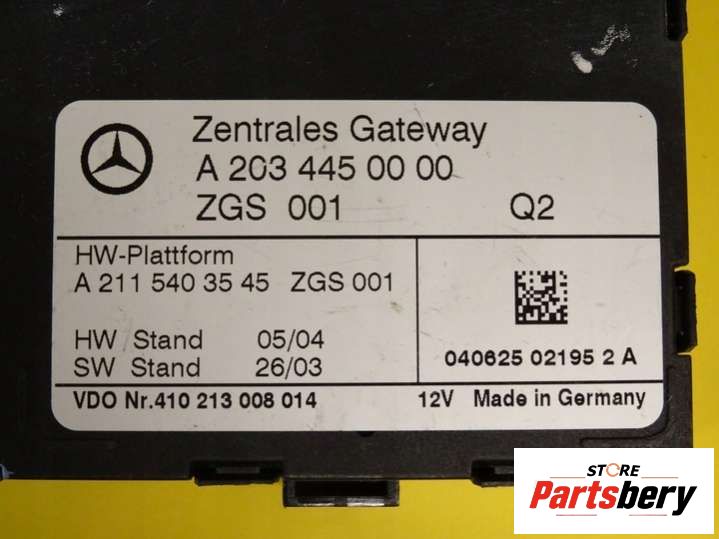 Zentrales Gateway
A 203 445 00 00
ZGS 001 Q2
HW-Plattform
A 211 540 35 45 ZGS 001
HW Stand 05/04
SW Stand 26/03
040625 02195 2 A
VDO Nr.410 213 008 014 12V Made in Germany
STORE
Partsbery